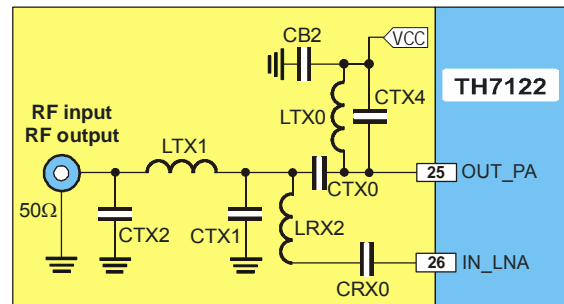 CB2
VCC
TH7122
LTX0
CTX4
RF input
RF output
LTX1
50Ω
CTX0
25
OUT_PA
CTX2
CTX1
LRX2
26
IN_LNA
CRX0